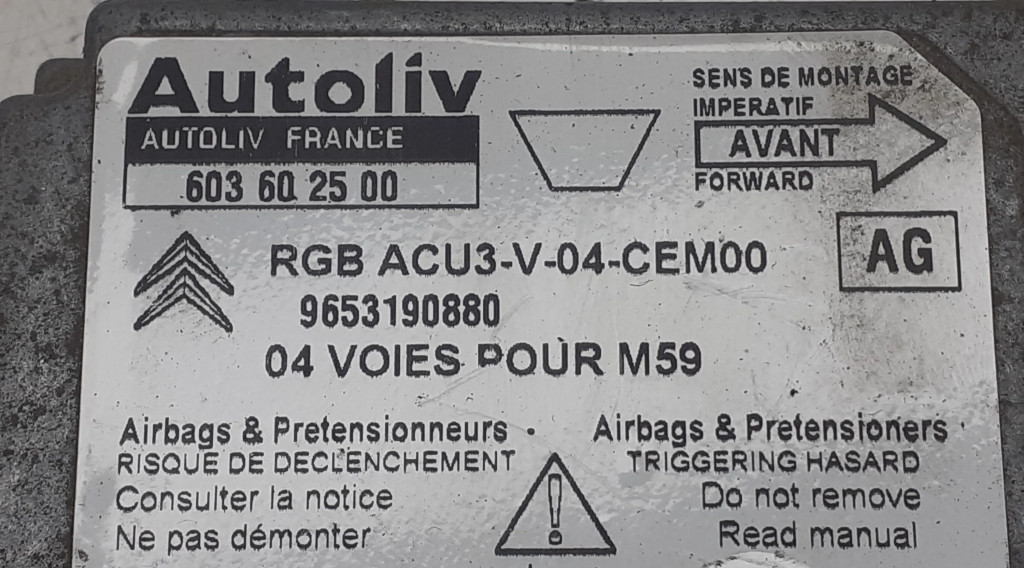 Autoliv
AUTOLIV FRANCE
603 60 25 00
SENS DE MONTAGE
IMPERATIF
AVANT
FORWARD
AG
RGB ACU3-V-04-CEM00
9653190880
04 VOIES POUR M59
Airbags & Pretensionneurs
RISQUE DE DECLENCHEMENT
Consulter la notice
Ne pas démonter
!
Airbags & Pretensioners
TRIGGERING HASARD
Do not remove
Read manual